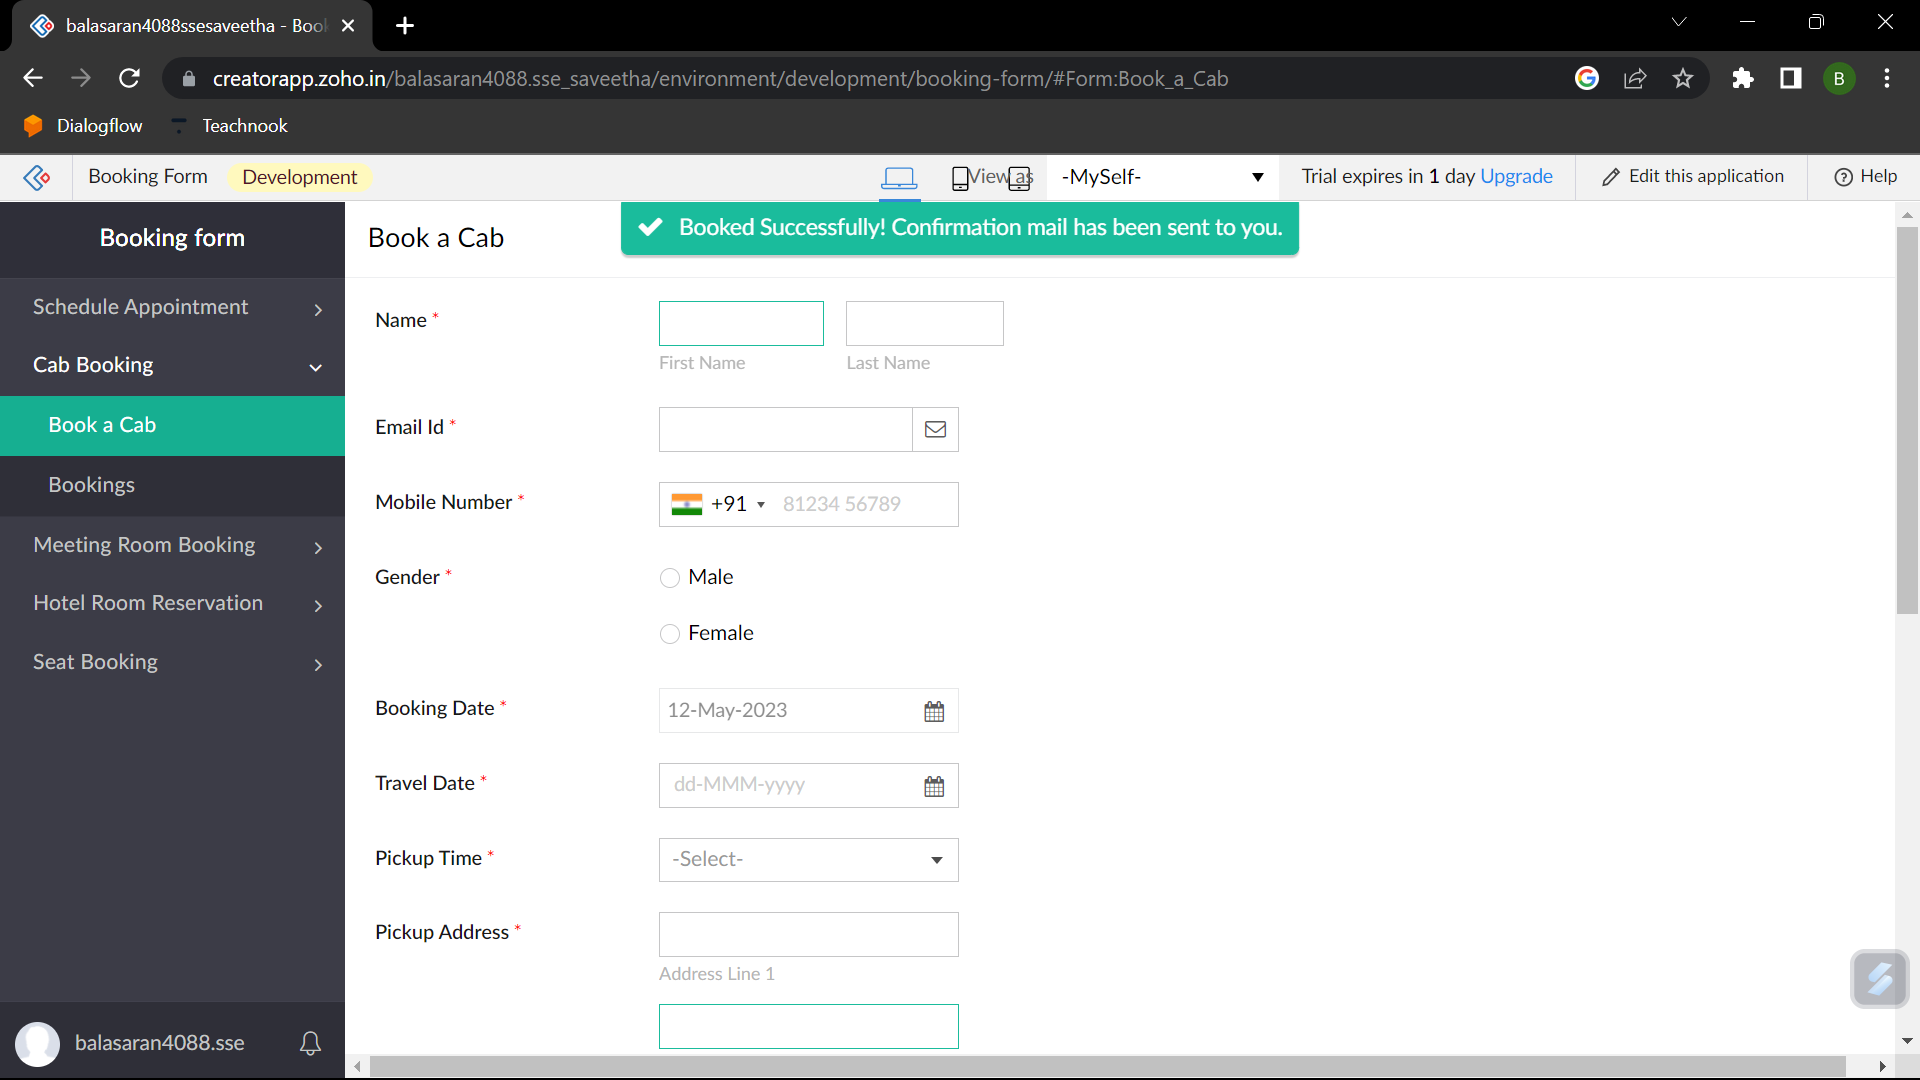 balasaran4088ssesaveetha - Boo
creatorapp.zoho.in/balasaran4088.sse_saveetha/environment/development/booking-form/#Form:Book_a_Cab
B
Dialogflow
Teachnook
Booking Form
Development
View as
-MySelf-
Trial expires in 1 day Upgrade
Edit this application
Help
Booking form
Schedule Appointment
Cab Booking
Book a Cab
Bookings
Meeting Room Booking
Hotel Room Reservation
Seat Booking
balasaran4088.sse
Book a Cab
Booked Successfully! Confirmation mail has been sent to you.
Name *
First Name
Last Name
Email Id *
Mobile Number *
+91
81234 56789
Gender *
Male
Female
Booking Date *
12-May-2023
Travel Date *
dd-MMM-yyyy
Pickup Time *
-Select-
Pickup Address *
Address Line 1